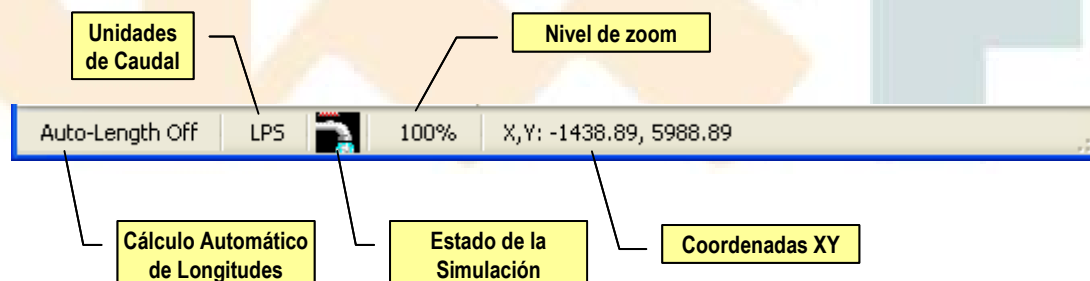 Unidades
de Caudal
Nivel de zoom
Auto-Length Off LPS 100% X,Y: -1438.89, 5988.89
Cálculo Automático
de Longitudes
Estado de la
Simulación
Coordenadas XY